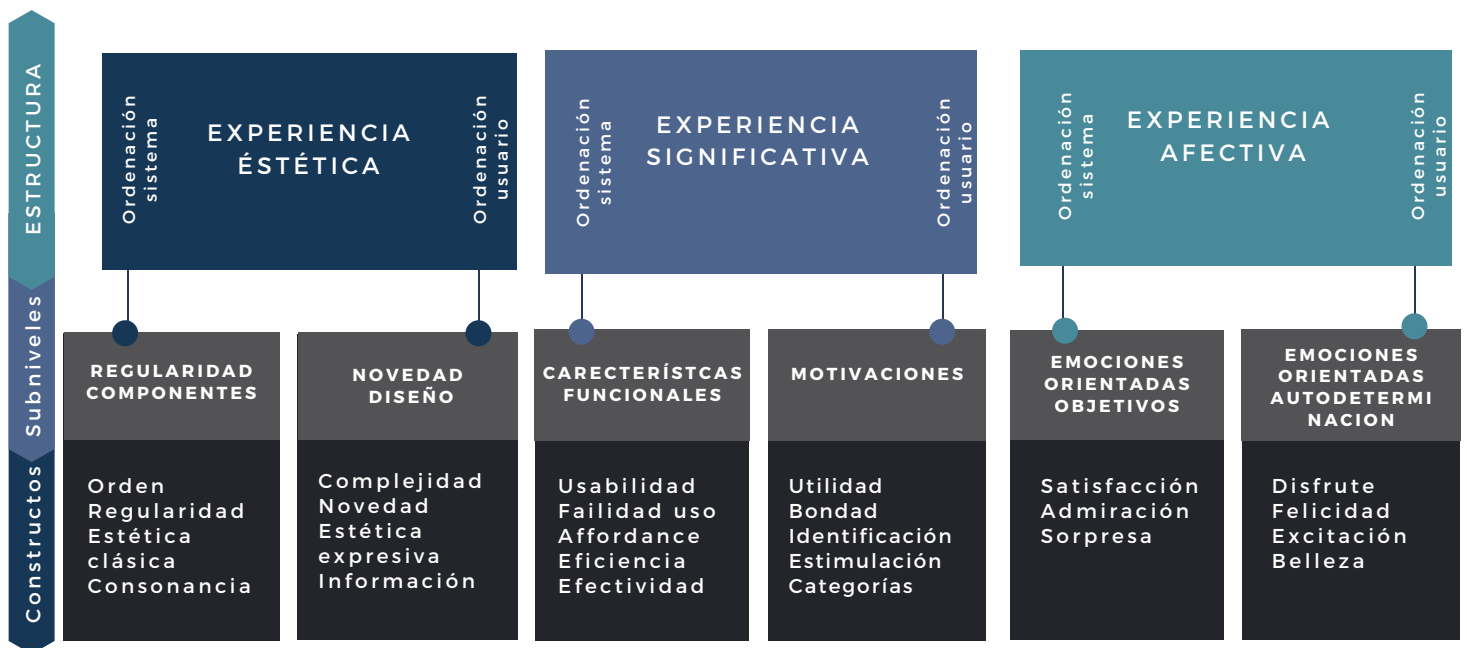 ESTRUCTURA
Subniveles
Constructos
Ordenación
sistema
EXPERIENCIA
ÉSTÉTICA
Ordenación
usuario
Ordenación
sistema
EXPERIENCIA
SIGNIFICATIVA
Ordenación
usuario
Ordenación
sistema
EXPERIENCIA
AFECTIVA
Ordenación
usuario
REGULARIDAD
COMPONENTES
Orden
Regularidad
Estética
clásica
Consonancia
NOVEDAD
DISEÑO
Complejidad
Novedad
Estética
expresiva
Información
CARECTERÍSTCAS
FUNCIONALES
Usabilidad
Failidad uso
Affordance
Eficiencia
Efectividad
MOTIVACIONES
Utilidad
Bondad
Identificación
Estimulación
Categorías
EMOCIONES
ORIENTADAS
OBJETIVOS
Satisfacción
Admiración
Sorpresa
EMOCIONES
ORIENTADAS
AUTODETERMI
NACION
Disfrute
Felicidad
Excitación
Belleza